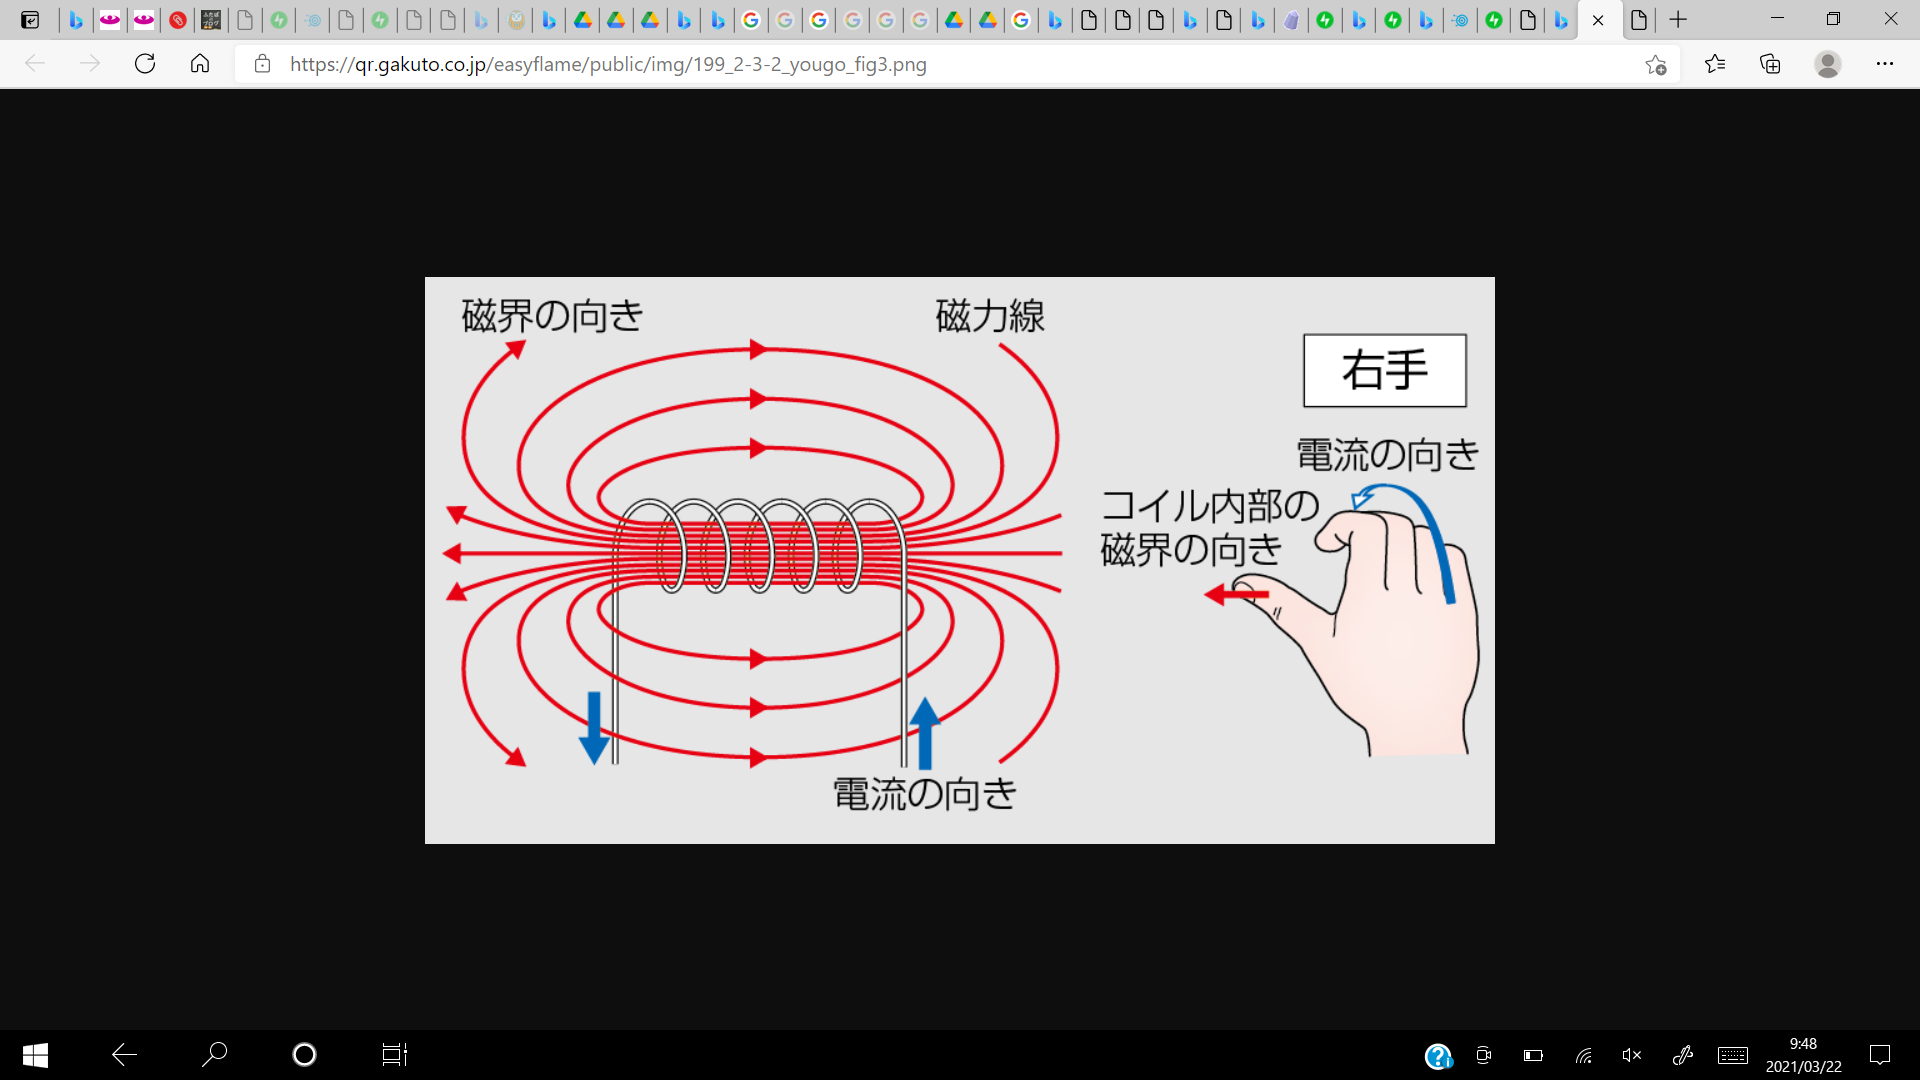 https://qr.gakuto.co.jp/easyflame/public/img/199_2-3-2_yougo_fig3.png
磁界の向き
磁力線
右手
電流の向き
コイル内部の
磁界の向き
電流の向き
9:48
2021/03/22